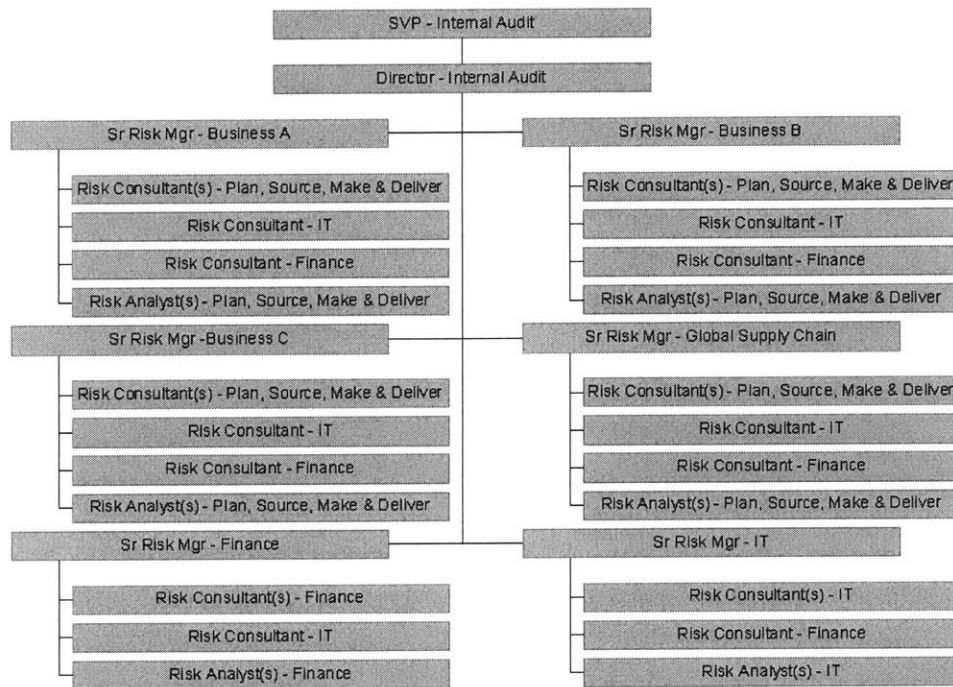 SVP - Internal Audit
Director - Internal Audit
Sr Risk Mgr - Business A
Risk Consultant(s) - Plan, Source, Make & Deliver
Risk Consultant - IT
Risk Consultant - Finance
Risk Analyst(s) - Plan, Source, Make & Deliver
Sr Risk Mgr - Business B
Risk Consultant(s) - Plan, Source, Make & Deliver
Risk Consultant - IT
Risk Consultant - Finance
Risk Analyst(s) - Plan, Source, Make & Deliver
Sr Risk Mgr -Business C
Risk Consultant(s) - Plan, Source, Make & Deliver
Risk Consultant - IT
Risk Consultant - Finance
Risk Analyst(s) - Plan, Source, Make & Deliver
Sr Risk Mgr - Global Supply Chain
Risk Consultant(s) - Plan, Source, Make & Deliver
Risk Consultant - IT
Risk Consultant - Finance
Risk Analyst(s) - Plan, Source, Make & Deliver
Sr Risk Mgr - Finance
Risk Consultant(s) - Finance
Risk Consultant - IT
Risk Analyst(s) - Finance
Sr Risk Mgr - IT
Risk Consultant(s) - IT
Risk Consultant - Finance
Risk Analyst(s) - IT